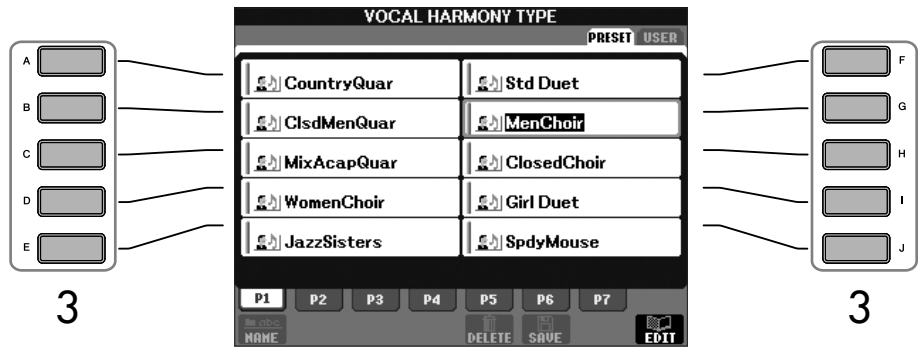 VOCAL HARMONY TYPE
PRESET USER
A CountryQuar Std Duet F
B ClsdMenQuar MenChoir G
C MixAcapQuar ClosedChoir H
D WomenChoir Girl Duet I
E JazzSisters SpdyMouse J
3 P1 P2 P3 P4 P5 P6 P7 3
abc
NAME DELETE SAVE EDIT